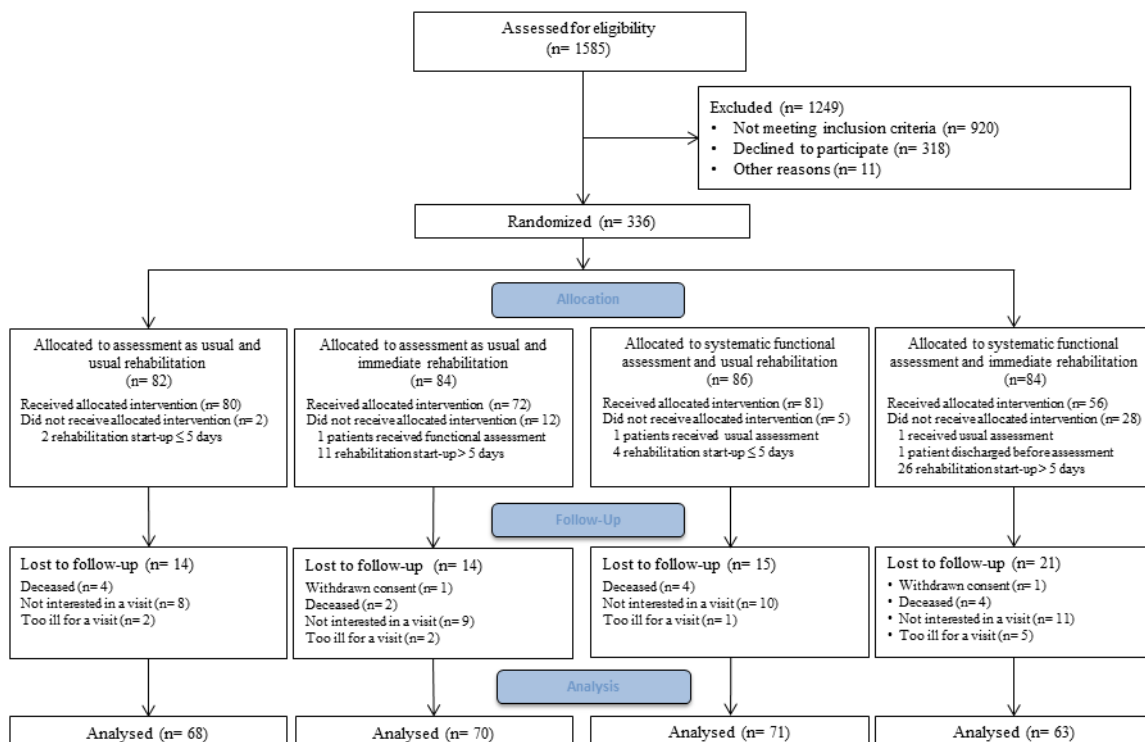 Assessed for eligibility
(n= 1585)
Excluded (n= 1249)
• Not meeting inclusion criteria (n= 920)
• Declined to participate (n= 318)
• Other reasons (n= 11)
Randomized (n= 336)
Allocation
Allocated to assessment as usual and
usual rehabilitation
(n= 82)
Received allocated intervention (n= 80)
Did not receive allocated intervention (n= 2)
2 rehabilitation start-up ≤ 5 days
Allocated to assessment as usual and
immediate rehabilitation
(n= 84)
Received allocated intervention (n= 72)
Did not receive allocated intervention (n= 12)
1 patients received functional assessment
11 rehabilitation start-up > 5 days
Allocated to systematic functional
assessment and usual rehabilitation
(n= 86)
Received allocated intervention (n= 81)
Did not receive allocated intervention (n= 5)
1 patients received usual assessment
4 rehabilitation start-up ≤ 5 days
Allocated to systematic functional
assessment and immediate rehabilitation
(n=84)
Received allocated intervention (n= 56)
Did not receive allocated intervention (n= 28)
1 received usual assessment
1 patient discharged before assessment
26 rehabilitation start-up > 5 days
Follow-Up
Lost to follow-up (n= 14)
Deceased (n= 4)
Not interested in a visit (n= 8)
Too ill for a visit (n= 2)
Lost to follow-up (n= 14)
Withdrawn consent (n= 1)
Deceased (n= 2)
Not interested in a visit (n= 9)
Too ill for a visit (n= 2)
Lost to follow-up (n= 15)
Deceased (n= 4)
Not interested in a visit (n= 10)
Too ill for a visit (n= 1)
Lost to follow-up (n= 21)
• Withdrawn consent (n= 1)
• Deceased (n= 4)
• Not interested in a visit (n= 11)
• Too ill for a visit (n= 5)
Analysis
Analysed (n= 68)
Analysed (n= 70)
Analysed (n= 71)
Analysed (n= 63)